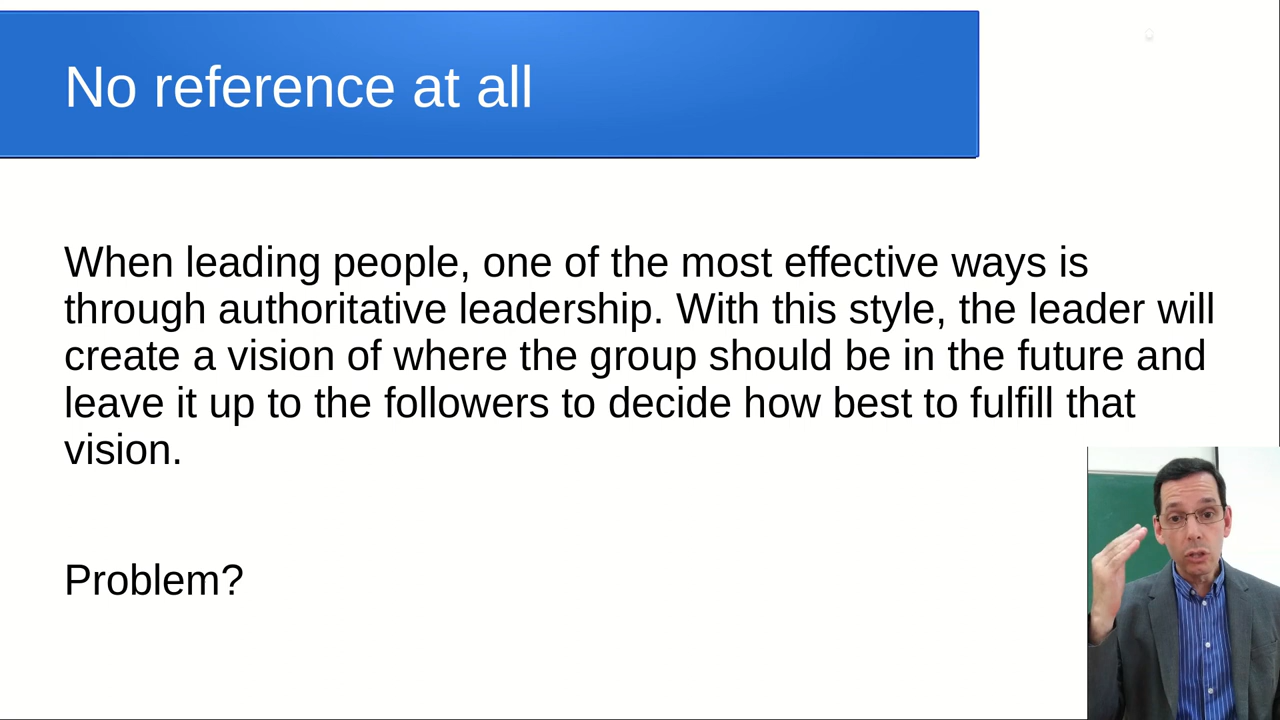 No reference at all
When leading people, one of the most effective ways is
through authoritative leadership. With this style, the leader will
create a vision of where the group should be in the future and
leave it up to the followers to decide how best to fulfill that
vision.
Problem?